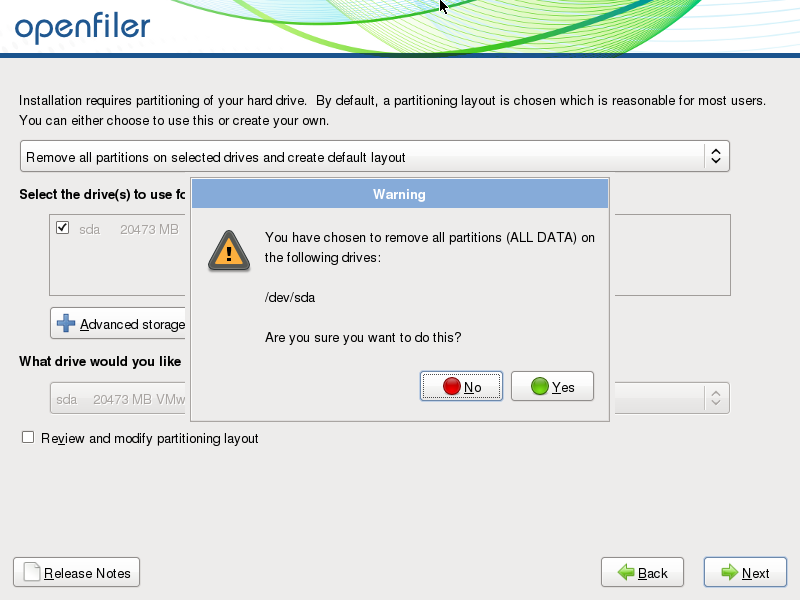 openfiler
Installation requires partitioning of your hard drive.  By default, a partitioning layout is chosen which is reasonable for most users.
You can either choose to use this or create your own.
Remove all partitions on selected drives and create default layout
Select the drive(s) to use fo
Warning
sda 20473 MB
You have chosen to remove all partitions (ALL DATA) on
the following drives:
/dev/sda
Advanced storage
Are you sure you want to do this?
What drive would you like
No
Yes
sda 20473 MB VMw
Review and modify partitioning layout
Release Notes
Back
Next